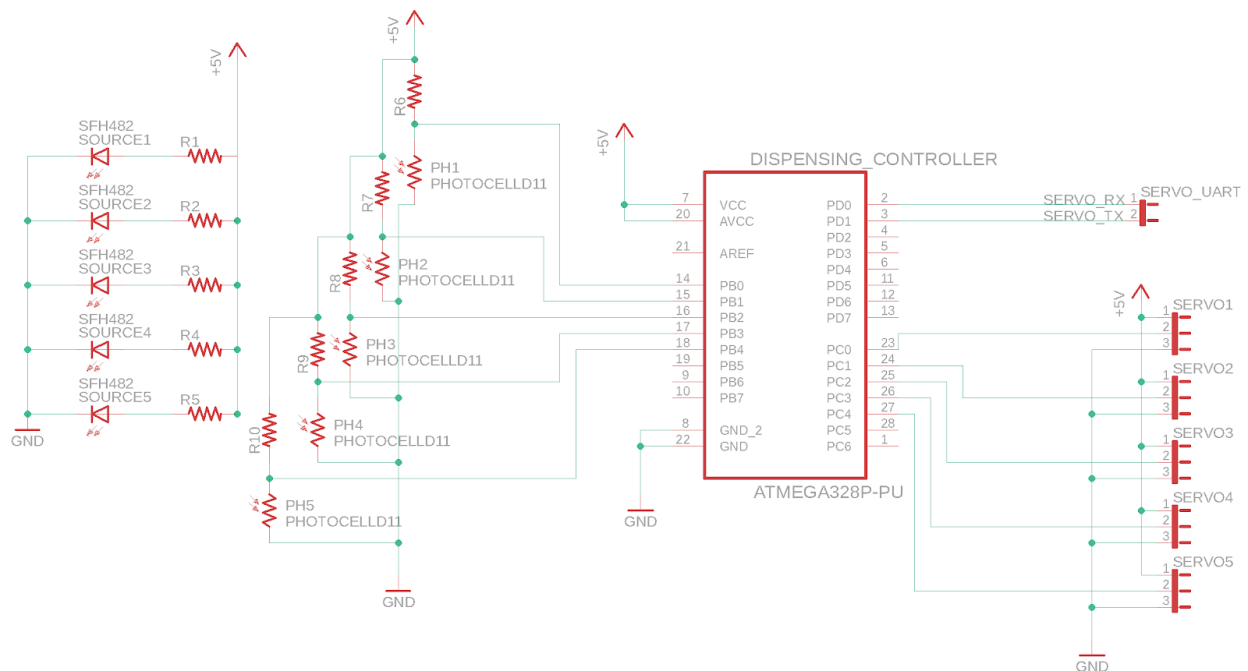 +5V
SFH482
SOURCE1
R1
SFH482
SOURCE2
R2
SFH482
SOURCE3
R3
SFH482
SOURCE4
R4
SFH482
SOURCE5
R5
GND
+5V
R6
PH1
PHOTOCELLD11
R7
PH2
PHOTOCELLD11
R8
PH3
PHOTOCELLD11
R9
PH4
PHOTOCELLD11
R10
PH5
PHOTOCELLD11
GND
+5V
DISPENSING_CONTROLLER
7 VCC
20 AVCC
21 AREF
14 PB0
15 PB1
16 PB2
17 PB3
18 PB4
19 PB5
9 PB6
10 PB7
8 GND_2
22 GND
PD0 2
PD1 3
PD2 4
PD3 5
PD4 6
PD5 11
PD6 12
PD7 13
PC0 23
PC1 24
PC2 25
PC3 26
PC4 27
PC5 28
PC6 1
ATMEGA328P-PU
GND
SERVO_UART
SERVO_RX 1
SERVO_TX 2
+5V
SERVO1
1
2
3
SERVO2
1
2
3
SERVO3
1
2
3
SERVO4
1
2
3
SERVO5
1
2
3
GND